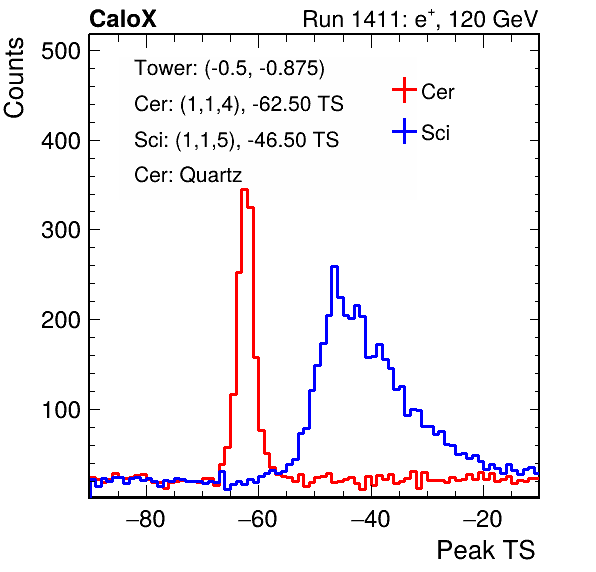 CaloX Run 1411: e+, 120 GeV
Counts
500
400
300
200
100
Tower: (-0.5, -0.875)
Cer: (1,1,4), -62.50 TS
Sci: (1,1,5), -46.50 TS
Cer: Quartz
Cer
Sci
−80 −60 −40 −20
Peak TS